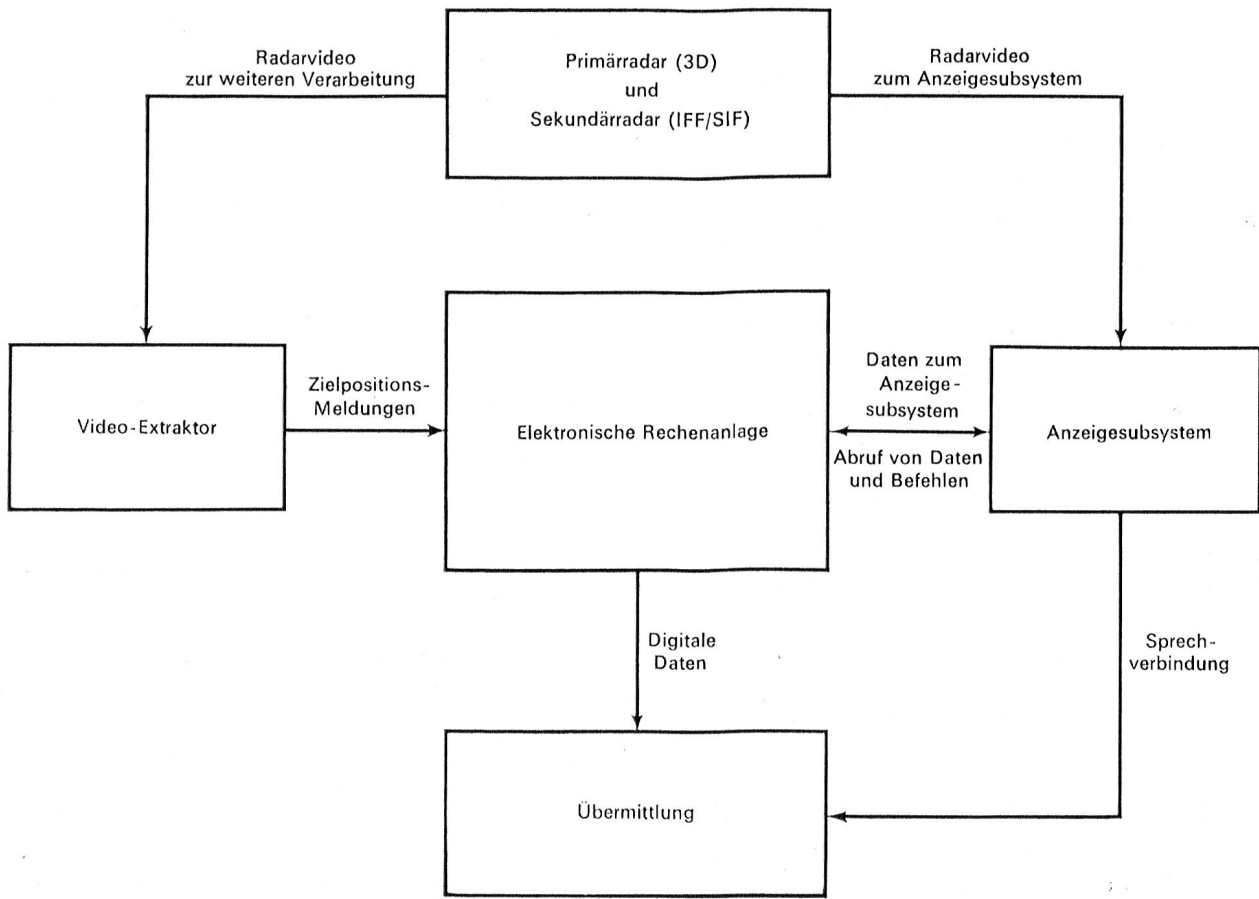 Radarvideo
zur weiteren Verarbeitung
Primärradar (3D)
und
Sekundärradar (IFF/SIF)
Radarvideo
zum Anzeigesubsystem
Video-Extraktor
Zielpositions-
Meldungen
Elektronische Rechenanlage
Daten zum
Anzeige-
subsystem
Abruf von Daten
und Befehlen
Anzeigesubsystem
Digitale
Daten
Sprech-
verbindung
Übermittlung